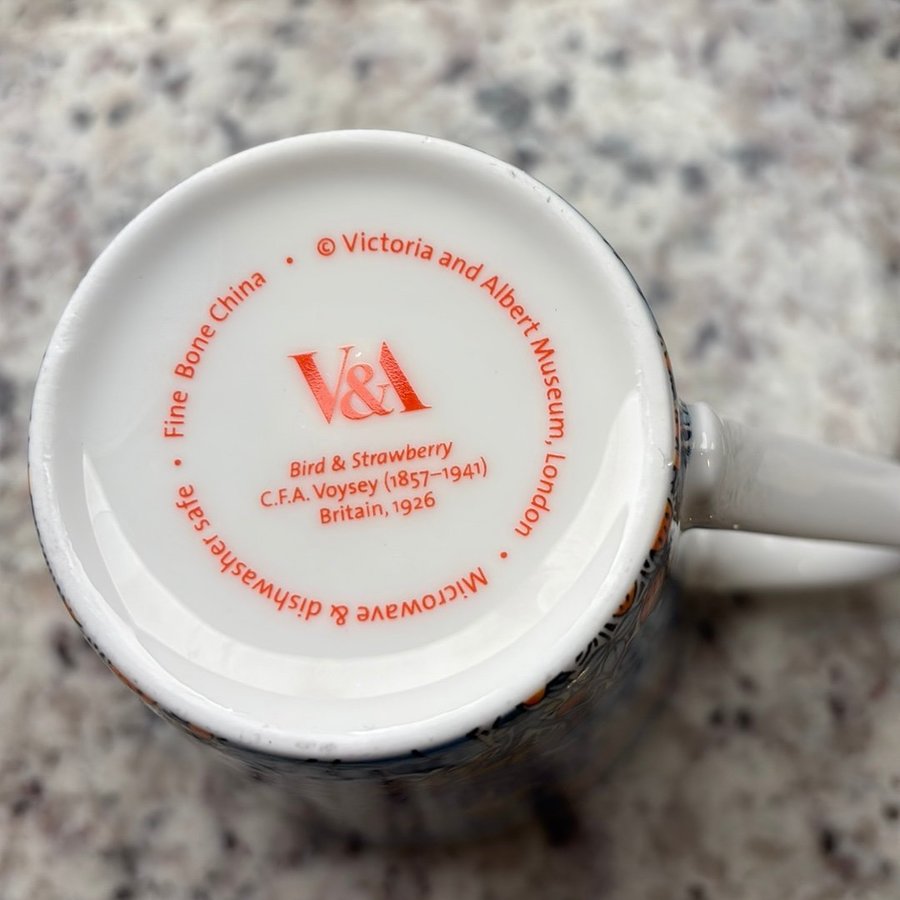 © Victoria and Albert Museum, London • Microwave & dishwasher safe • Fine Bone China •
V&A
Bird & Strawberry
C.F.A. Voysey (1857–1941)
Britain, 1926